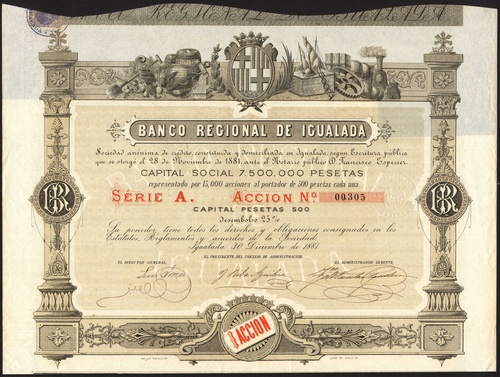 BANCO REGIONAL DE IGUALADA
Sociedad anónima de crédito, constituida y domiciliada en Igualada, segun Escritura pública
que se otorgó el 28 de Noviembre de 1881, ante el Notario público D. Francisco
CAPITAL SOCIAL 7.500,000 PESETAS
representado por 15,000 acciones al portador de 500 pesetas cada una.
SÉRIE A. ACCION Nº 00305
CAPITAL PESETAS 500
desembolso 25%
Su poseedor tiene todos los derechos y obligaciones consignados en los
Estatutos, Reglamentos y acuerdos de la Sociedad
Igualada 30 Diciembre de 1881
EL DIRECTOR GENERAL
EL PRESIDENTE DEL CONSEJO DE ADMINISTRACION
EL ADMINISTRADOR GERENTE
1 ACCION